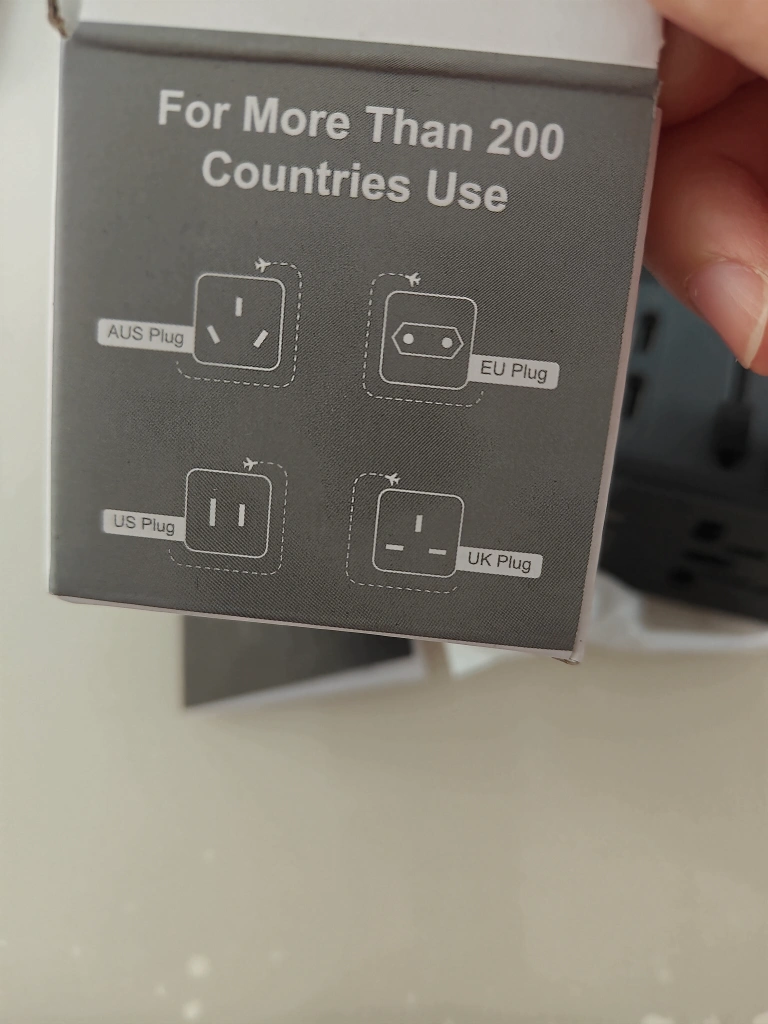 For More Than 200
Countries Use
AUS Plug
EU Plug
US Plug
UK Plug